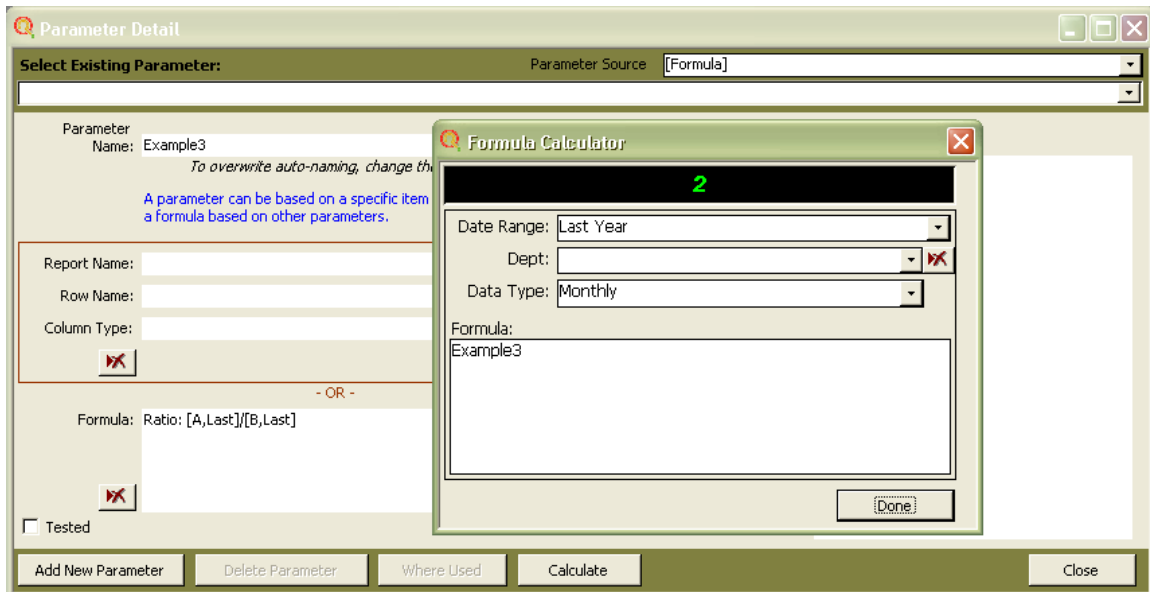 Parameter Detail
Select Existing Parameter:
Parameter Source [Formula]
Parameter
Name: Example3
To overwrite auto-naming, change
A parameter can be based on a specific item
a formula based on other parameters.
Report Name:
Row Name:
Column Type:
- OR -
Formula: Ratio: [A,Last]/[B,Last]
Tested
Formula Calculator
2
Date Range: Last Year
Dept:
Data Type: Monthly
Formula:
Example3
Done
Add New Parameter
Delete Parameter
Where Used
Calculate
Close